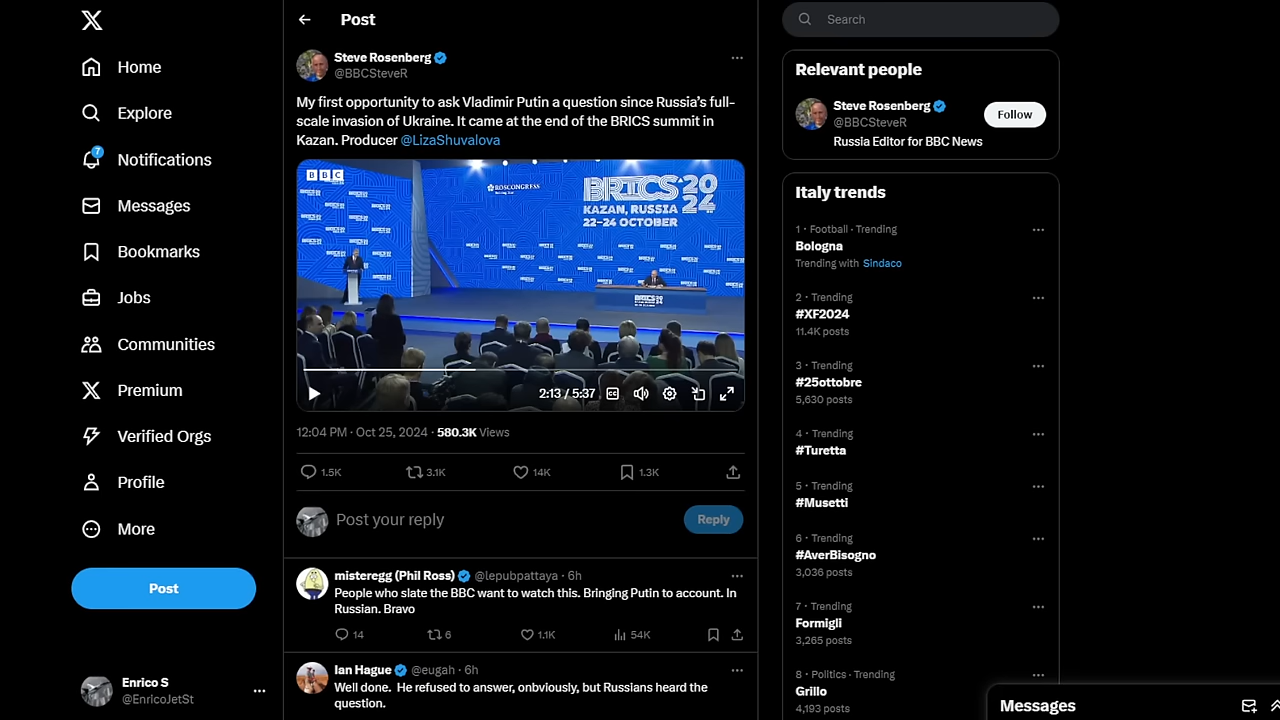 Home
Explore
7
Notifications
Messages
Bookmarks
Jobs
Communities
Premium
Verified Orgs
Profile
More
Post
Enrico S
@EnricoJetSt
Post
Steve Rosenberg
@BBCSteveR
My first opportunity to ask Vladimir Putin a question since Russia's full-
scale invasion of Ukraine. It came at the end of the BRICS summit in
Kazan. Producer @LizaShuvalova
BBC
ROSCONGRESS
BRICS 20
24
KAZAN, RUSSIA
22–24 OCTOBER
BRICS
2:13 / 5:37
CC
12:04 PM · Oct 25, 2024 · 580.3K Views
1.5K 3.1K 14K 1.3K
Post your reply
Reply
misteregg (Phil Ross) @lepubpattaya · 6h
People who slate the BBC want to watch this. Bringing Putin to account. In
Russian. Bravo
14 6 1.1K 54K
Ian Hague @eugah · 6h
Well done. He refused to answer, onbviously, but Russians heard the
question.
Search
Relevant people
Steve Rosenberg
@BBCSteveR
Follow
Russia Editor for BBC News
Italy trends
1 · Football · Trending
Bologna
Trending with Sindaco
2 · Trending
#XF2024
11.4K posts
3 · Trending
#25ottobre
5,630 posts
4 · Trending
#Turetta
5 · Trending
#Musetti
6 · Trending
#AverBisogno
3,036 posts
7 · Trending
Formigli
3,265 posts
8 · Politics · Trending
Grillo
4,193 posts
Messages